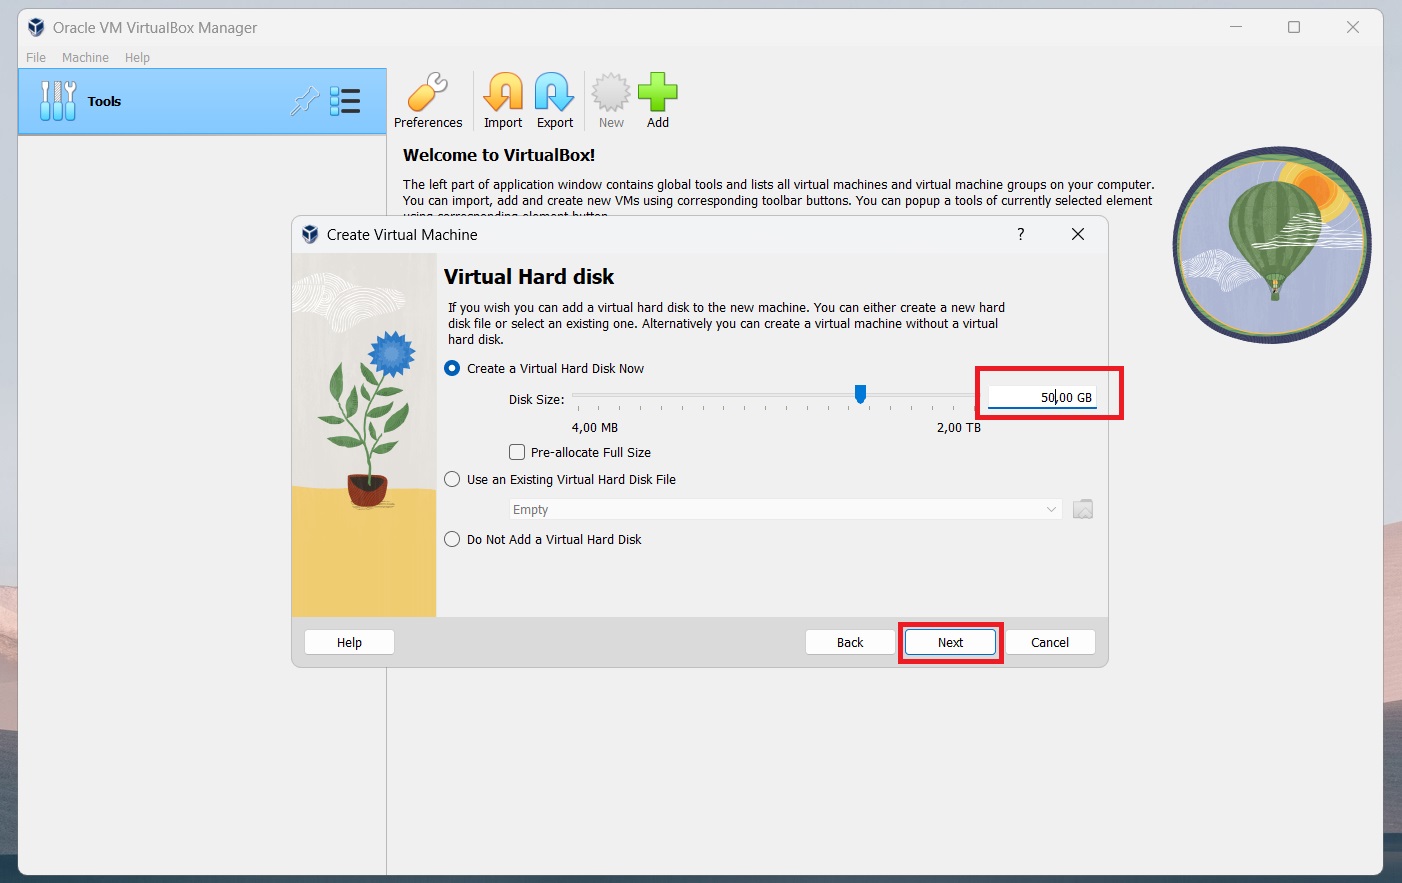 Oracle VM VirtualBox Manager
File Machine Help
Tools
Preferences Import Export New Add
Welcome to VirtualBox!
The left part of application window contains global tools and lists all virtual machines and virtual machine groups on your computer.
You can import, add and create new VMs using corresponding toolbar buttons. You can popup a tools of currently selected element
using corresponding element button.
Create Virtual Machine ?
Virtual Hard disk
If you wish you can add a virtual hard disk to the new machine. You can either create a new hard
disk file or select an existing one. Alternatively you can create a virtual machine without a virtual
hard disk.
Create a Virtual Hard Disk Now
Disk Size: 50,00 GB
4,00 MB 2,00 TB
Pre-allocate Full Size
Use an Existing Virtual Hard Disk File
Empty
Do Not Add a Virtual Hard Disk
Help Back Next Cancel